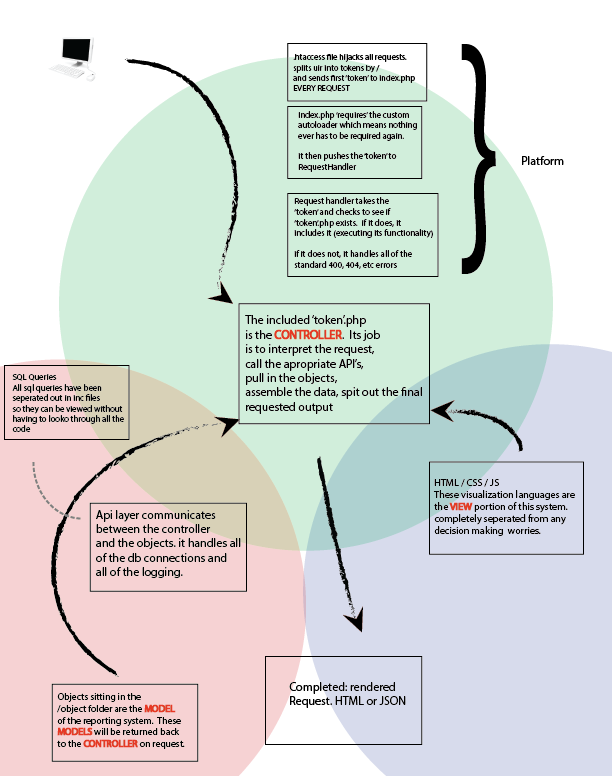 .htaccess file hijacks all requests.
splits uir into tokens by /
and sends first 'token' to index.php
EVERY REQUEST
Index.php 'requires' the custom
autoloader which means nothing
ever has to be required again.
it then pushes the 'token' to
RequestHandler
Platform
Request handler takes the
'token' and checks to see if
'token'.php exists. if it does, it
includes it (executing its functionality)
if it does not, it handles all of the
standard 400, 404, etc errors
The included 'token'.php
is the CONTROLLER. Its job
is to interpret the request,
call the apropriate API's,
pull in the objects,
assemble the data, spit out the final
requested output
SQL Queries
All sql queries have been
seperated out in inc files
so they can be viewed without
having to looko through all the
code
HTML / CSS / JS
These visualization languages are
the VIEW portion of this system.
completely seperated from any
decision making worries.
Api layer communicates
between the controller
and the objects. it handles all
of the db connections and
all of the logging.
Objects sitting in the
/object folder are the MODEL
of the reporting system. These
MODELS will be returned back
to the CONTROLLER on request.
Completed: rendered
Request. HTML or JSON